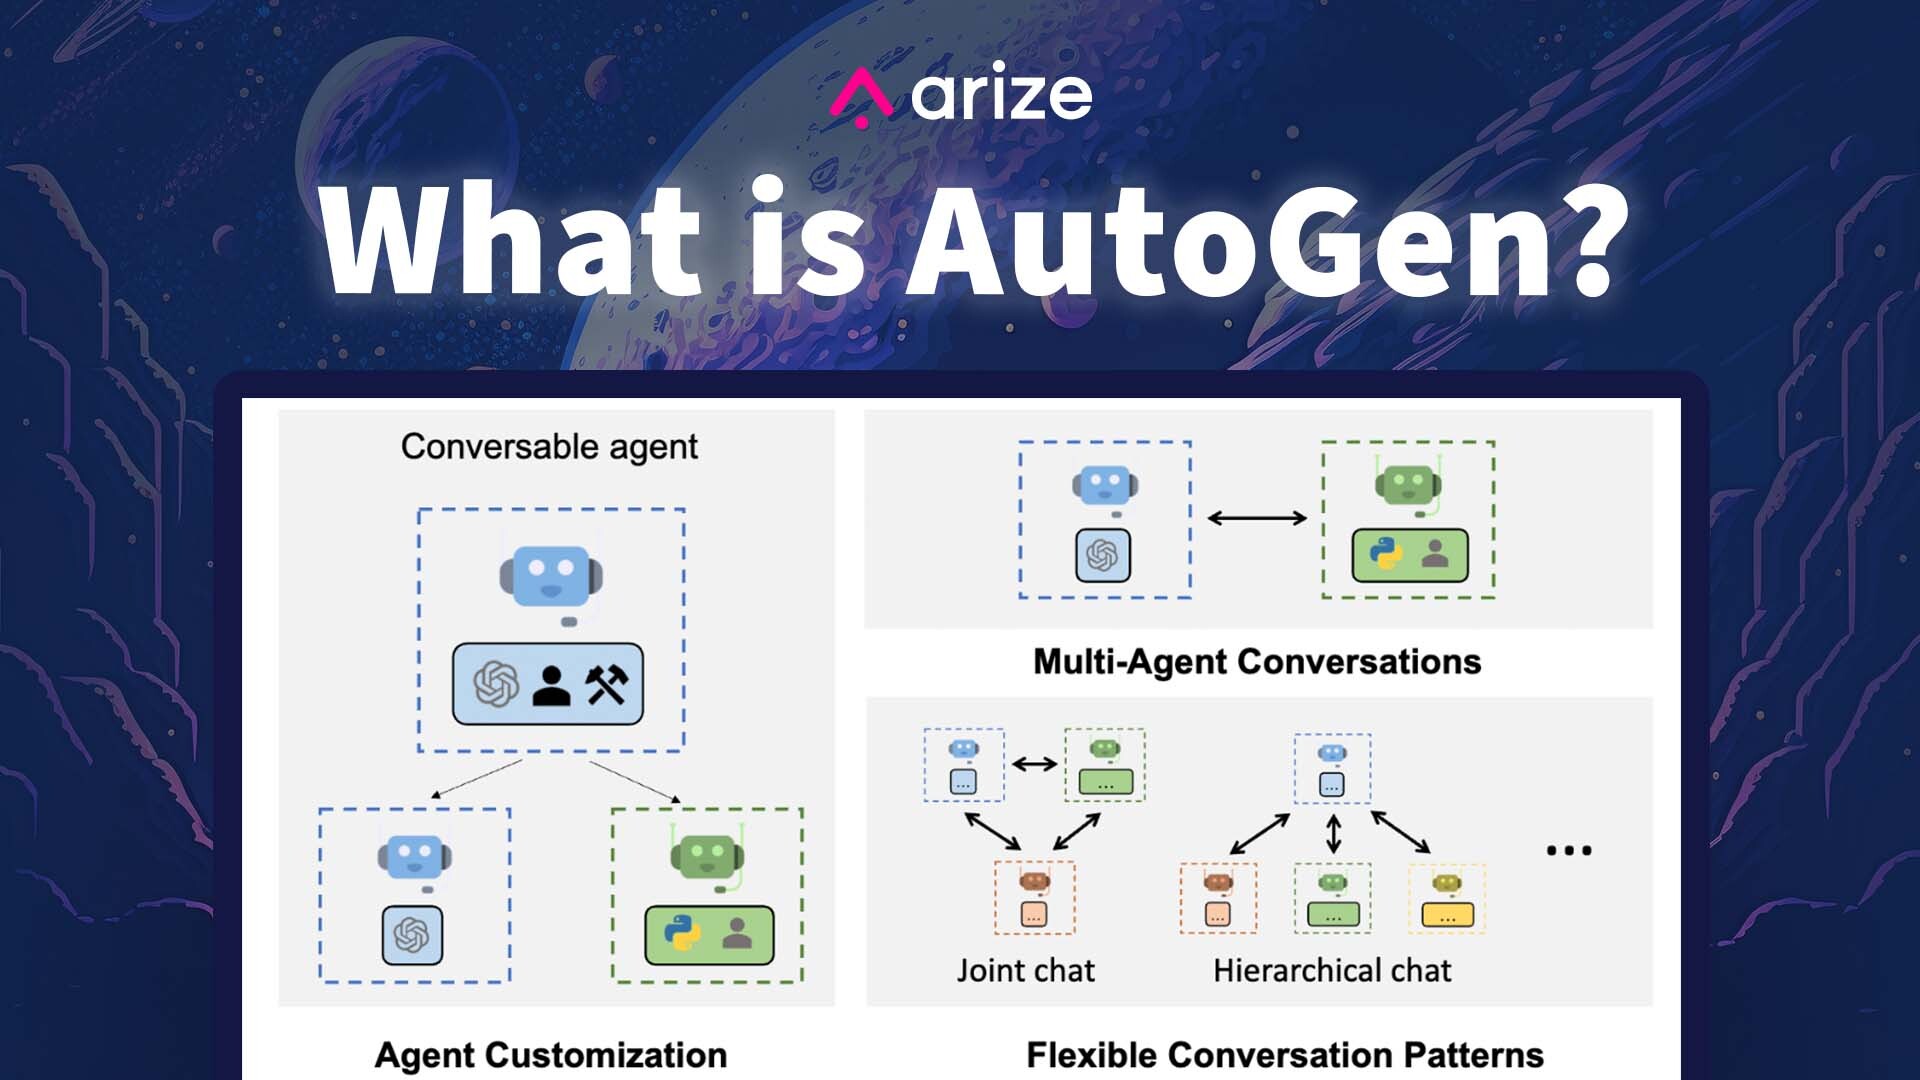 arize
What is AutoGen?
Conversable agent
Agent Customization
Multi-Agent Conversations
...
...
...
...
...
...
...
...
Joint chat
Hierarchical chat
Flexible Conversation Patterns